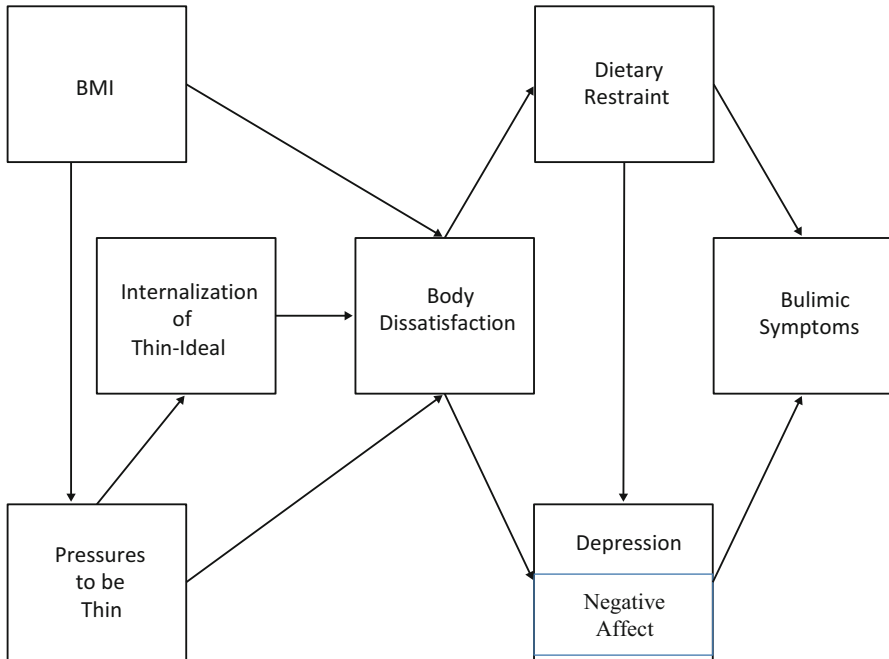 BMI
Dietary
Restraint
Internalization
of
Thin-Ideal
Body
Dissatisfaction
Bulimic
Symptoms
Pressures
to be
Thin
Depression
Negative
Affect